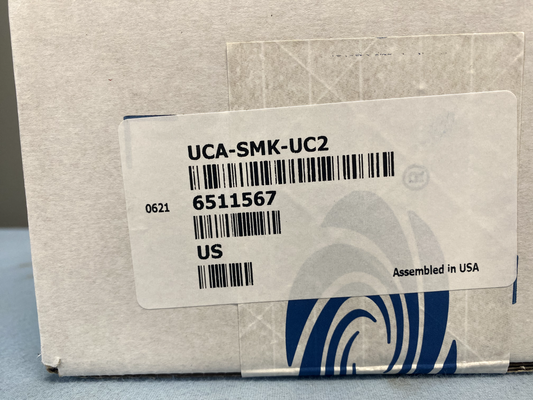 UCA-SMK-UC2
0621 6511567
US
Assembled in USA